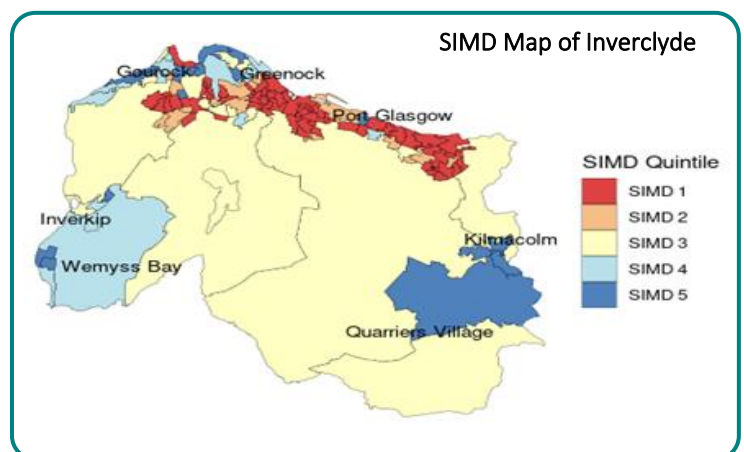 SIMD Map of Inverclyde
Gourock
Greenock
Port Glasgow
SIMD Quintile
SIMD 1
SIMD 2
SIMD 3
SIMD 4
SIMD 5
Inverkip
Kilmacolm
Wemyss Bay
Quarriers Village